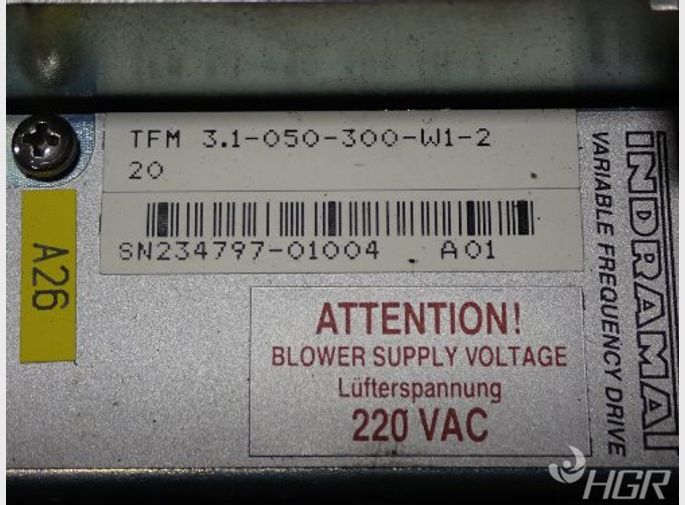 TFM 3.1-050-300-W1-2
20
SN234797-01004 A01
A26
ATTENTION!
BLOWER SUPPLY VOLTAGE
Lüfterspannung
220 VAC
INDRAMA
VARIABLE FREQUENCY DRIVE
HGR